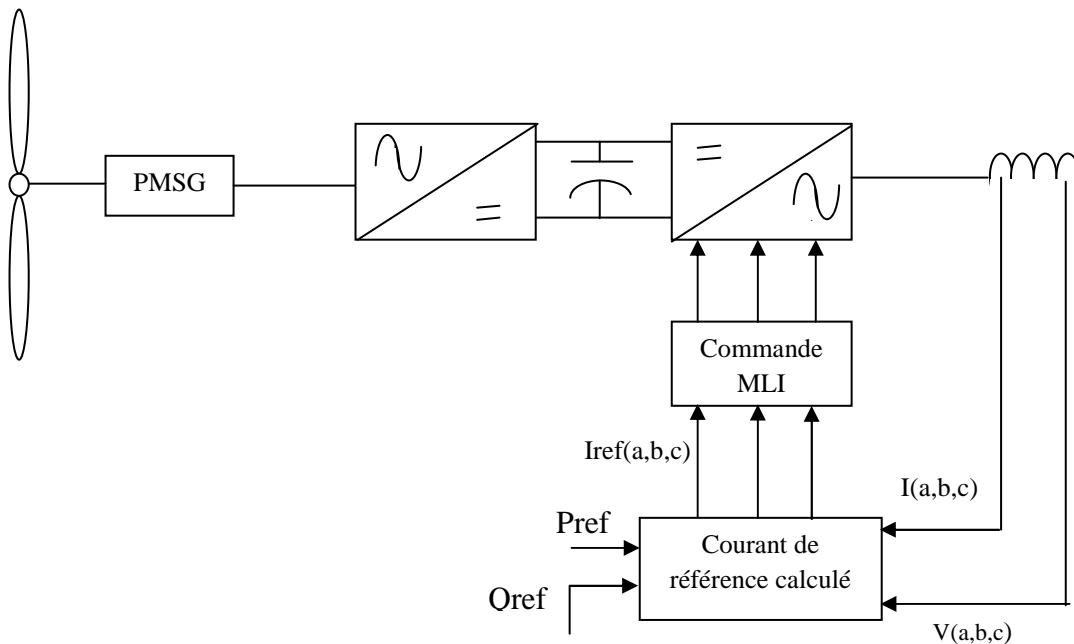 PMSG
Commande
MLI
Iref(a,b,c)
I(a,b,c)
Pref
Courant de
référence calculé
Qref
V(a,b,c)